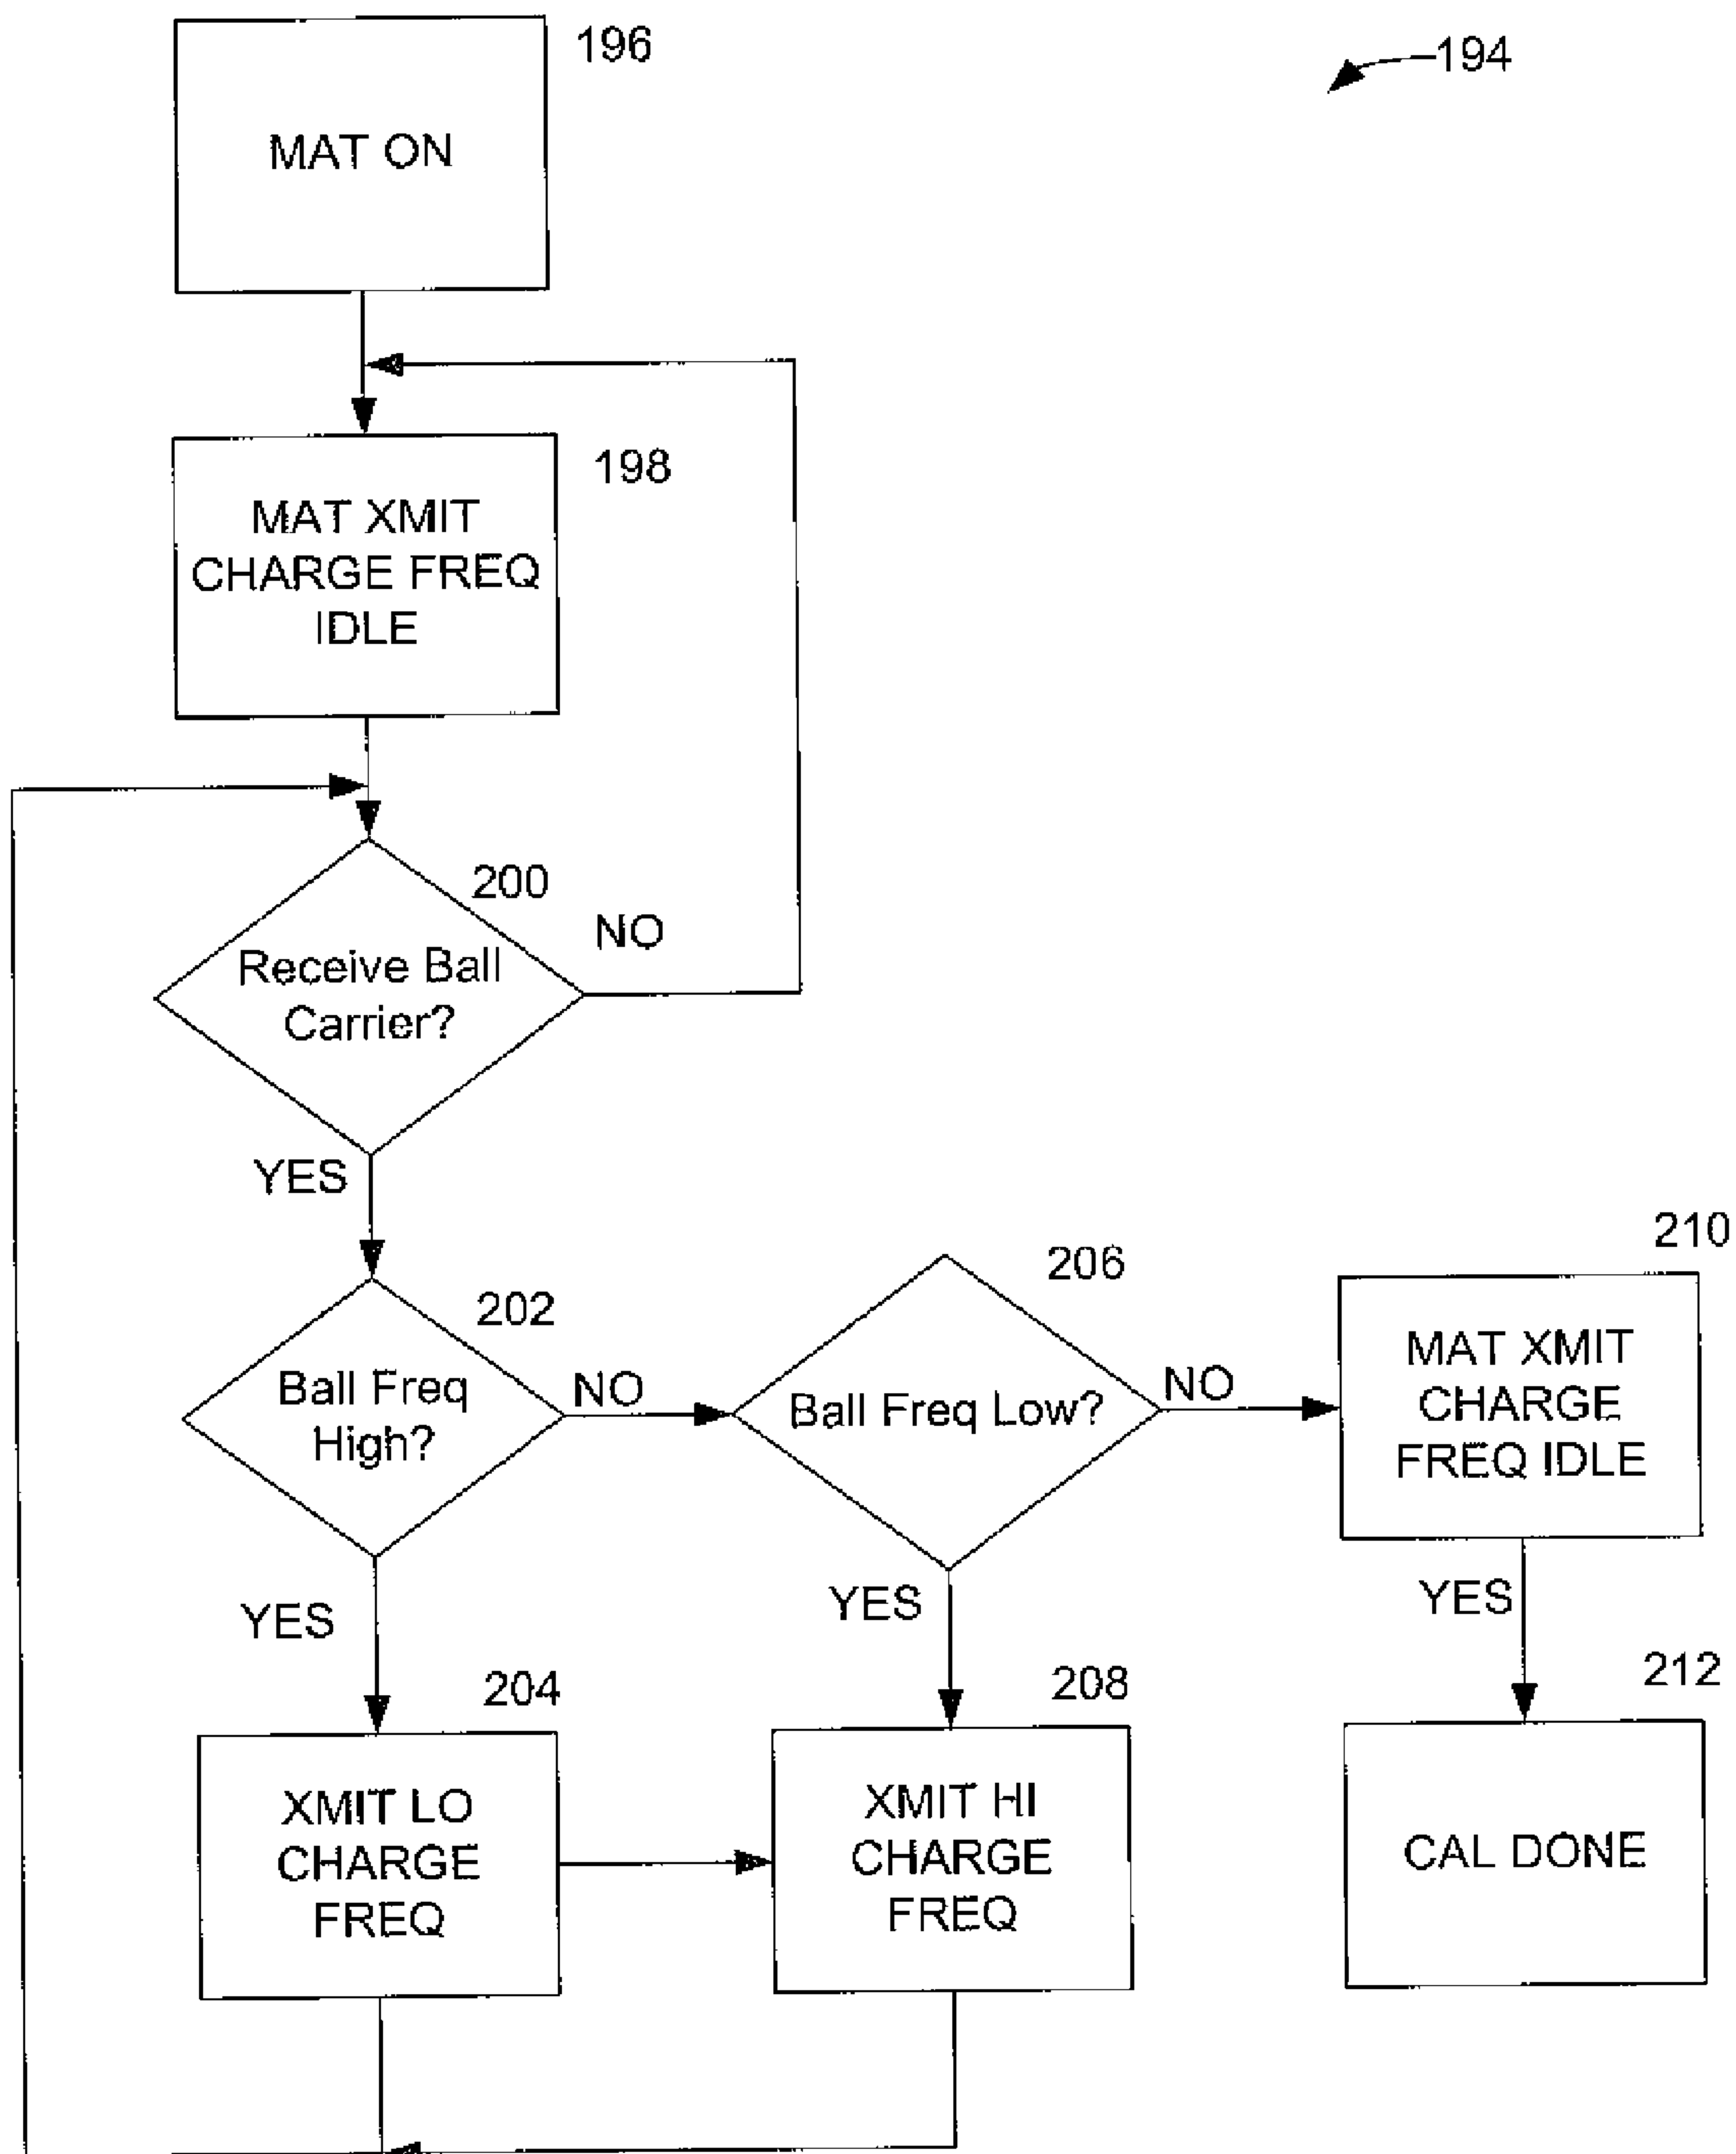 196
194
MAT ON
198
MAT XMIT
CHARGE FREQ
IDLE
200
NO
Receive Ball
Carrier?
YES
202
206
210
Ball Freq
High?
NO
Ball Freq Low?
NO
MAT XMIT
CHARGE
FREQ IDLE
YES
YES
YES
204
208
212
XMIT LO
CHARGE
FREQ
XMIT HI
CHARGE
FREQ
CAL DONE